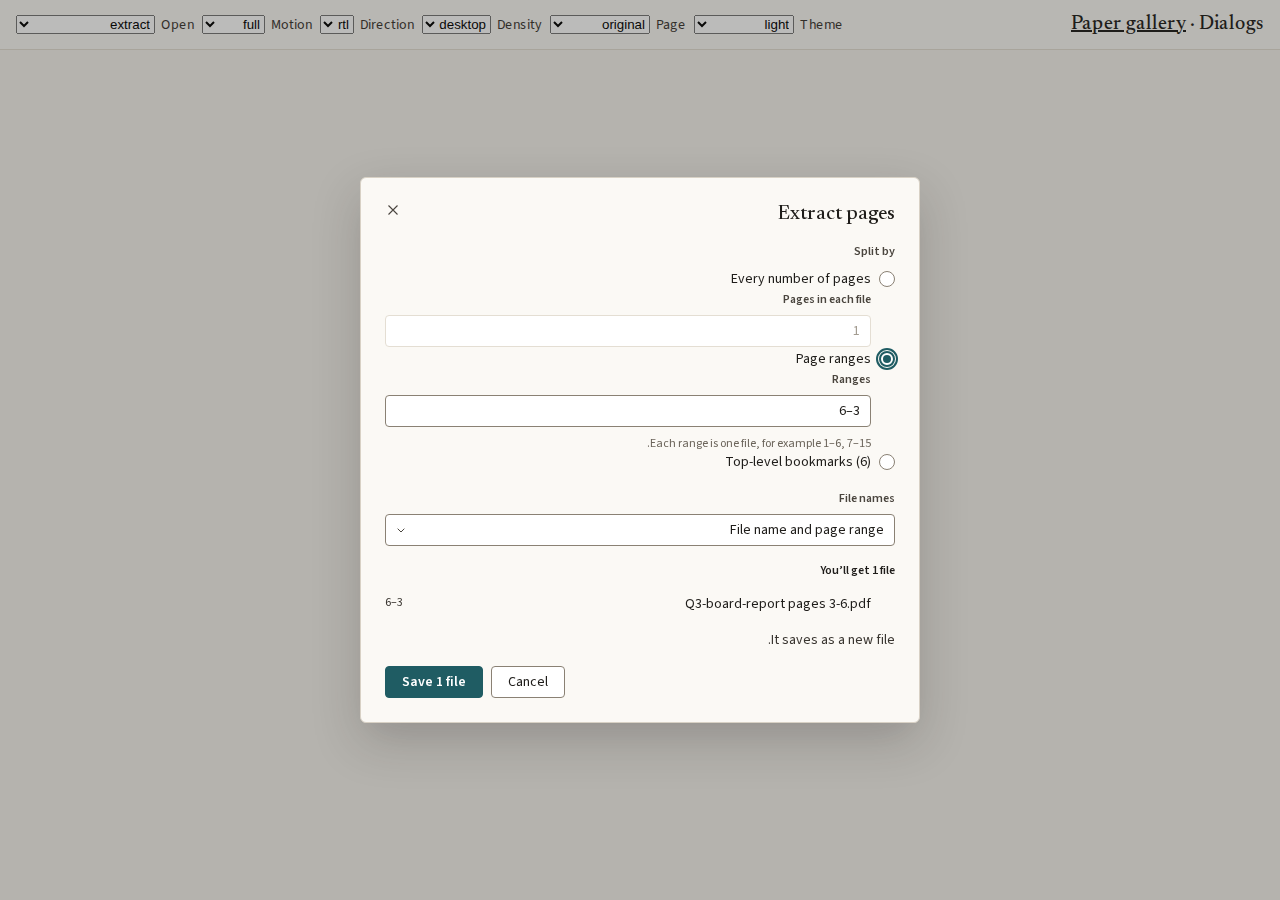 Paper gallery · Dialogs
Theme light Page original Density desktop Direction rtl Motion full Open extract
Extract pages
Split by
Every number of pages
Pages in each file
1
Page ranges
Ranges
6–3
.Each range is one file, for example 1–6, 7–15
Top-level bookmarks (6)
File names
File name and page range
You’ll get 1 file
Q3-board-report pages 3-6.pdf 6–3
.It saves as a new file
Cancel Save 1 file